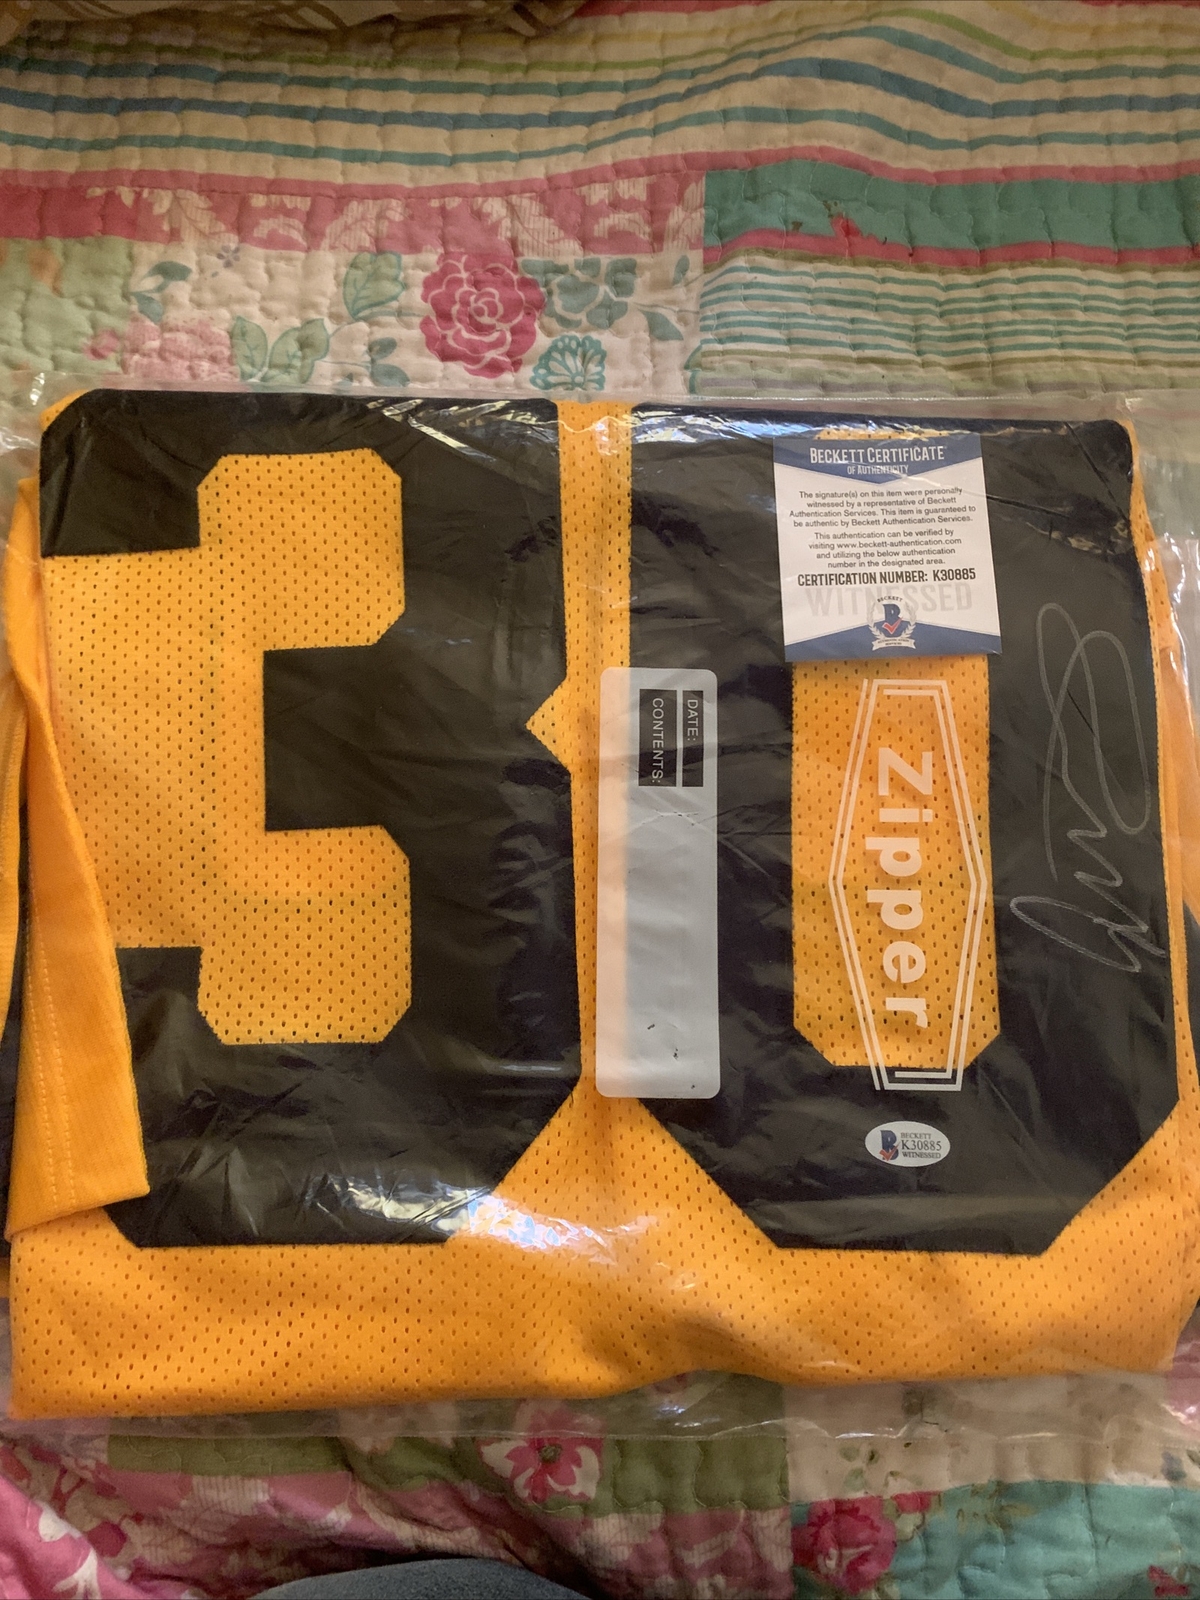 30
BECKETT CERTIFICATE
OF AUTHENTICITY
The signature(s) on this item were personally
witnessed by a representative of Beckett
Authentication Services. This item is guaranteed to
be authentic by Beckett Authentication Services.
This authentication can be verified by
visiting www.beckett-authentication.com
and utilizing the below authentication
number in the designated area.
CERTIFICATION NUMBER: K30885
WITNESSED
BECKETT
B
DATE:
CONTENTS:
Zipper
B
BECKETT
K30885
WITNESSED